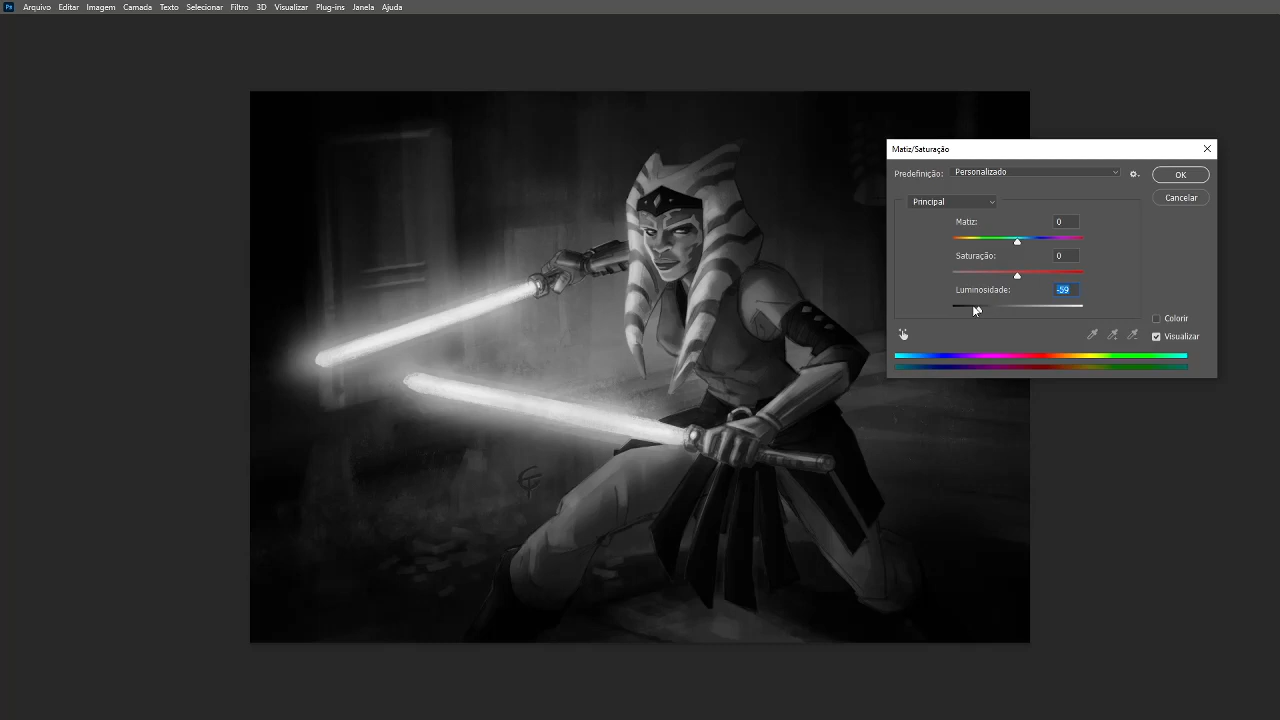 Ps Arquivo Editar Imagem Camada Texto Selecionar Filtro 3D Visualizar Plug-ins Janela Ajuda
Matiz/Saturação
Predefinição: Personalizado
OK
Cancelar
Principal
Matiz: 0
Saturação: 0
Luminosidade: -59
Colorir
Visualizar